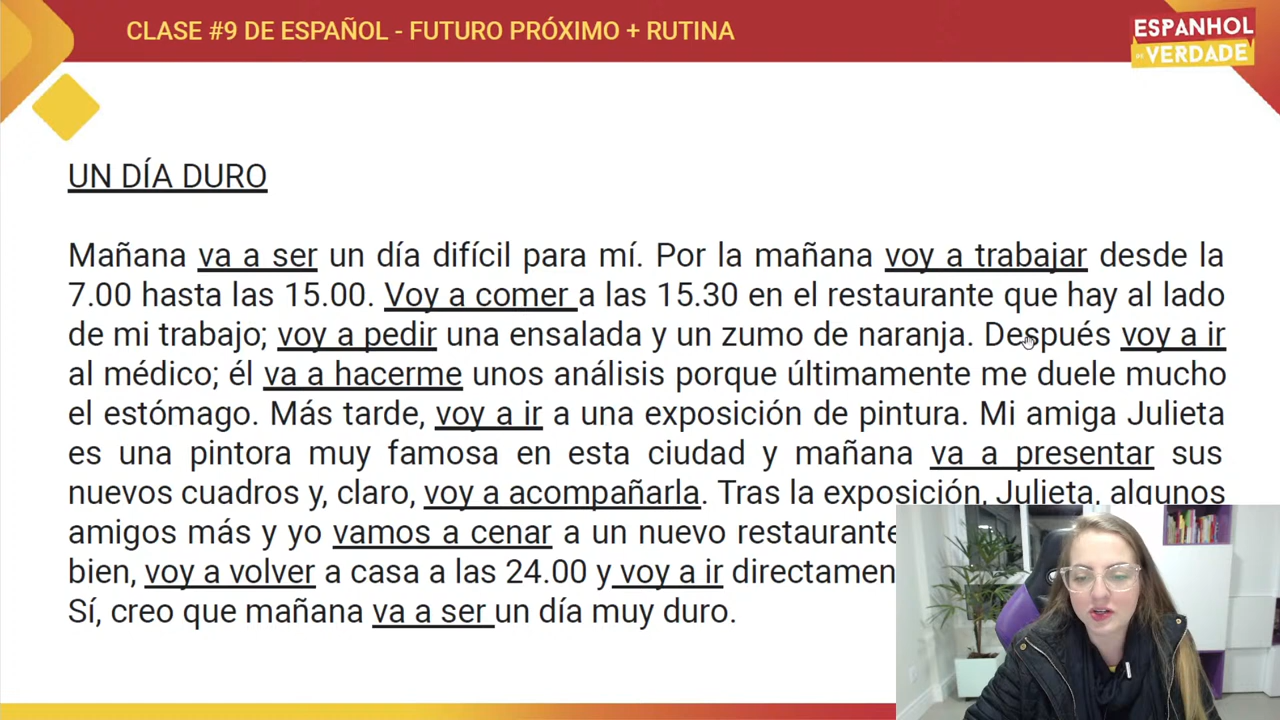 CLASE #9 DE ESPAÑOL - FUTURO PRÓXIMO + RUTINA
ESPANHOL
DE VERDADE
UN DÍA DURO
Mañana va a ser un día difícil para mí. Por la mañana voy a trabajar desde la
7.00 hasta las 15.00. Voy a comer a las 15.30 en el restaurante que hay al lado
de mi trabajo; voy a pedir una ensalada y un zumo de naranja. Después voy a ir
al médico; él va a hacerme unos análisis porque últimamente me duele mucho
el estómago. Más tarde, voy a ir a una exposición de pintura. Mi amiga Julieta
es una pintora muy famosa en esta ciudad y mañana va a presentar sus
nuevos cuadros y, claro, voy a acompañarla. Tras la exposición, Julieta, algunos
amigos más y yo vamos a cenar a un nuevo restaurante
bien, voy a volver a casa a las 24.00 y voy a ir
Sí, creo que mañana va a ser un día muy duro.